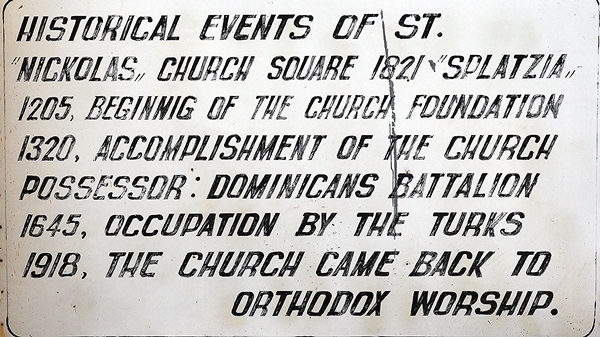 HISTORICAL EVENTS OF ST.
"NICKOLAS„ CHURCH SQUARE 1821 "SPLATZIA„
1205, BEGINNIG OF THE CHURCH FOUNDATION
1320, ACCOMPLISHMENT OF THE CHURCH
POSSESSOR: DOMINICANS BATTALION
1645, OCCUPATION BY THE TURKS
1918, THE CHURCH CAME BACK TO
ORTHODOX WORSHIP.